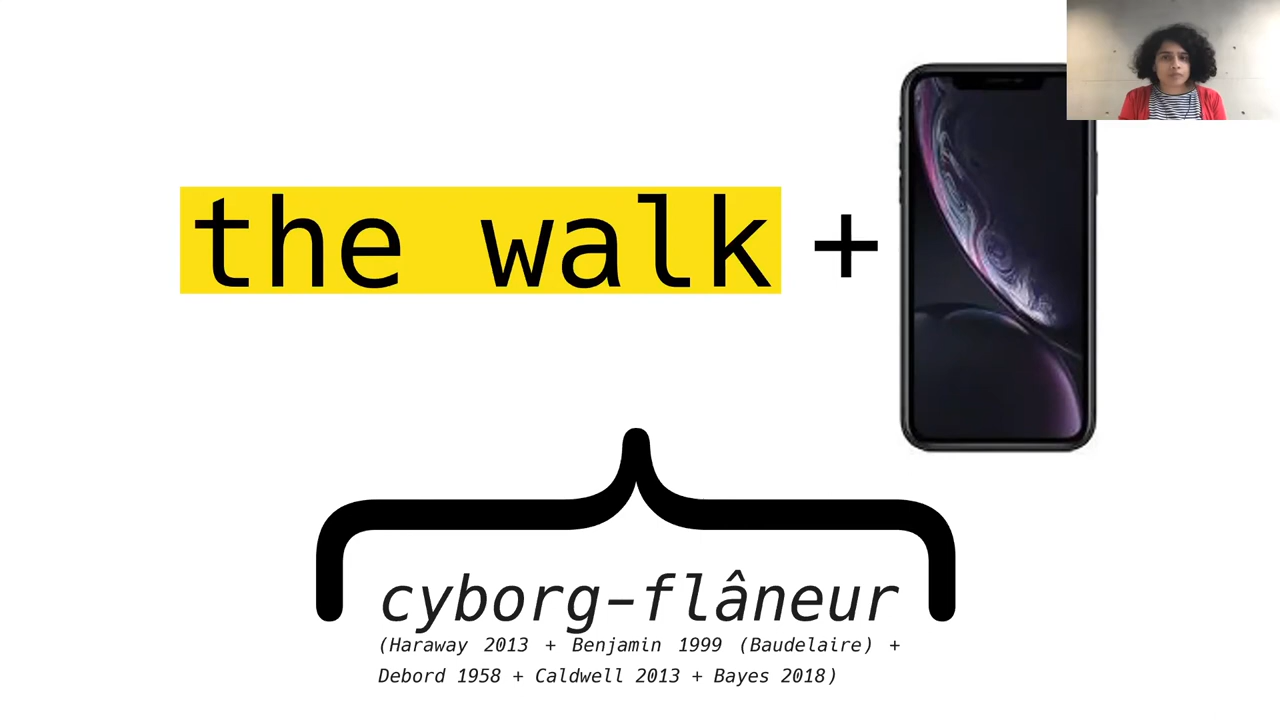 the walk +
cyborg-flâneur
(Haraway 2013 + Benjamin 1999 (Baudelaire) +
Debord 1958 + Caldwell 2013 + Bayes 2018)